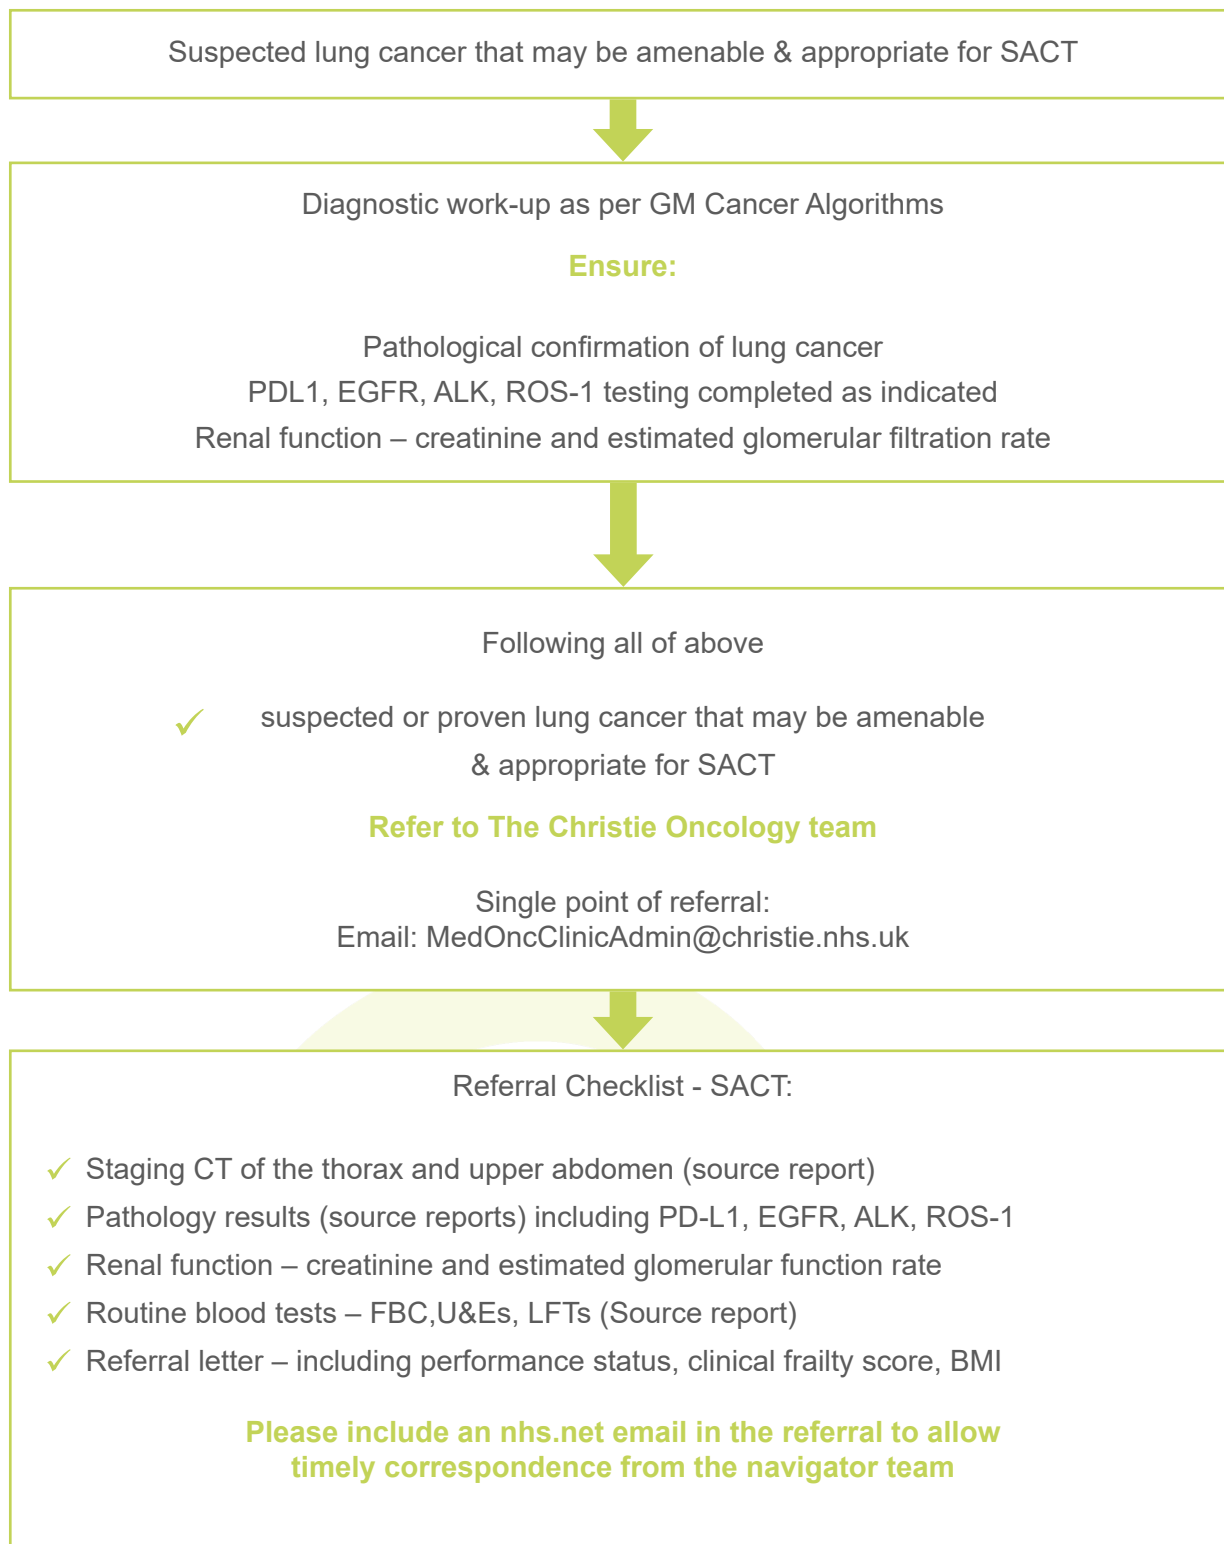 Suspected lung cancer that may be amenable & appropriate for SACT
Diagnostic work-up as per GM Cancer Algorithms
Ensure:
Pathological confirmation of lung cancer
PDL1, EGFR, ALK, ROS-1 testing completed as indicated
Renal function – creatinine and estimated glomerular filtration rate
Following all of above
✓ suspected or proven lung cancer that may be amenable
& appropriate for SACT
Refer to The Christie Oncology team
Single point of referral:
Email: MedOncClinicAdmin@christie.nhs.uk
Referral Checklist - SACT:
✓ Staging CT of the thorax and upper abdomen (source report)
✓ Pathology results (source reports) including PD-L1, EGFR, ALK, ROS-1
✓ Renal function – creatinine and estimated glomerular function rate
✓ Routine blood tests – FBC,U&Es, LFTs (Source report)
✓ Referral letter – including performance status, clinical frailty score, BMI
Please include an nhs.net email in the referral to allow
timely correspondence from the navigator team